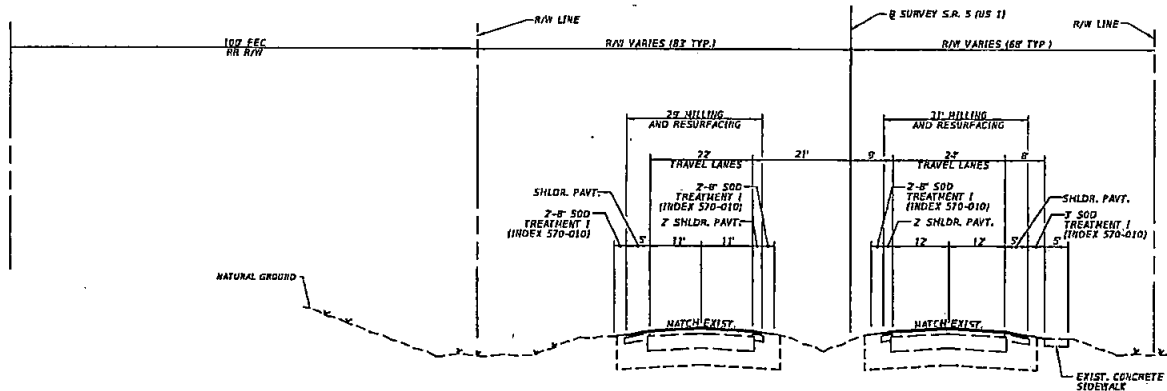 R/W LINE
℄ SURVEY S.R. 5 (US 1)
R/W LINE
100' FEC
RR R/W
R/W VARIES (83' TYP.)
R/W VARIES (68' TYP.)
29' MILLING
AND RESURFACING
31' MILLING
AND RESURFACING
22'
TRAVEL LANES
21'
9'
24'
TRAVEL LANES
8'
SHLDR. PAVT.
2'-8" SOD
TREATMENT I
(INDEX 570-010)
2'-8" SOD
TREATMENT I
(INDEX 570-010)
2' SHLDR. PAVT.
5'
11'
11'
2'-8" SOD
TREATMENT I
(INDEX 570-010)
2' SHLDR. PAVT.
12'
12'
5'
5'
SHLDR. PAVT.
3' SOD
TREATMENT I
(INDEX 570-010)
NATURAL GROUND
MATCH EXIST.
MATCH EXIST.
EXIST. CONCRETE
SIDEWALK